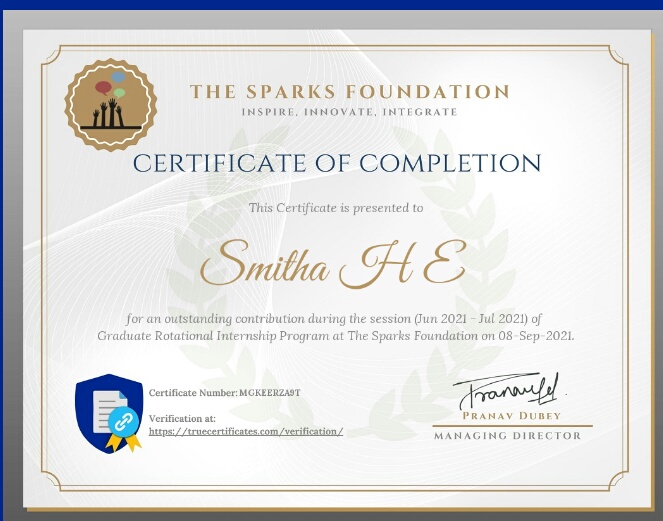 THE SPARKS FOUNDATION
INSPIRE, INNOVATE, INTEGRATE
CERTIFICATE OF COMPLETION
This Certificate is presented to
Smitha H E
for an outstanding contribution during the session (Jun 2021 - Jul 2021) of
Graduate Rotational Internship Program at The Sparks Foundation on 08-Sep-2021.
Certificate Number: MGKEERZA9T
Verification at:
https://truecertificates.com/verification/
PRANAV DUBEY
MANAGING DIRECTOR